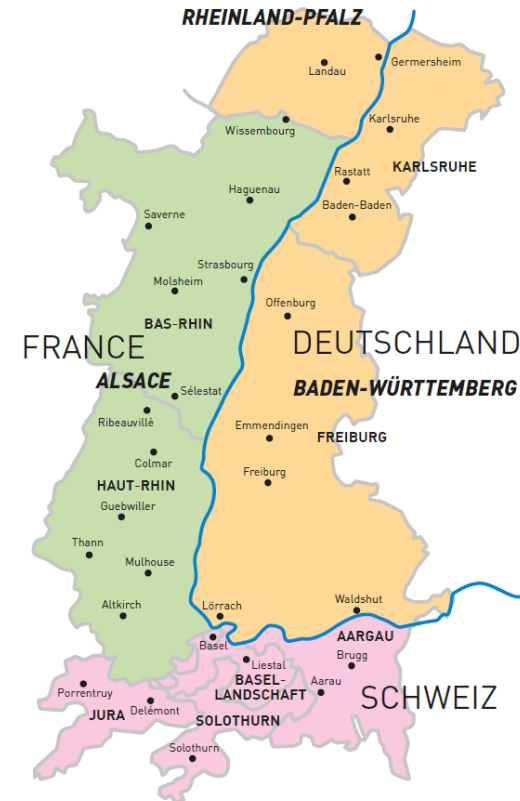 RHEINLAND-PFALZ
Germersheim
Landau
Karlsruhe
Wissembourg
KARLSRUHE
Rastatt
Haguenau
Baden-Baden
Saverne
Strasbourg
Molsheim
Offenburg
BAS-RHIN
FRANCE
DEUTSCHLAND
ALSACE
BADEN-WÜRTTEMBERG
Sélestat
Ribeauvillé
Emmendingen
FREIBURG
Colmar
Freiburg
HAUT-RHIN
Guebwiller
Thann
Mulhouse
Altkirch
Lörrach
Waldshut
AARGAU
Basel
Brugg
Liestal
BASEL-
LANDSCHAFT
Aarau
SCHWEIZ
Porrentruy
Delémont
JURA
SOLOTHURN
Solothurn